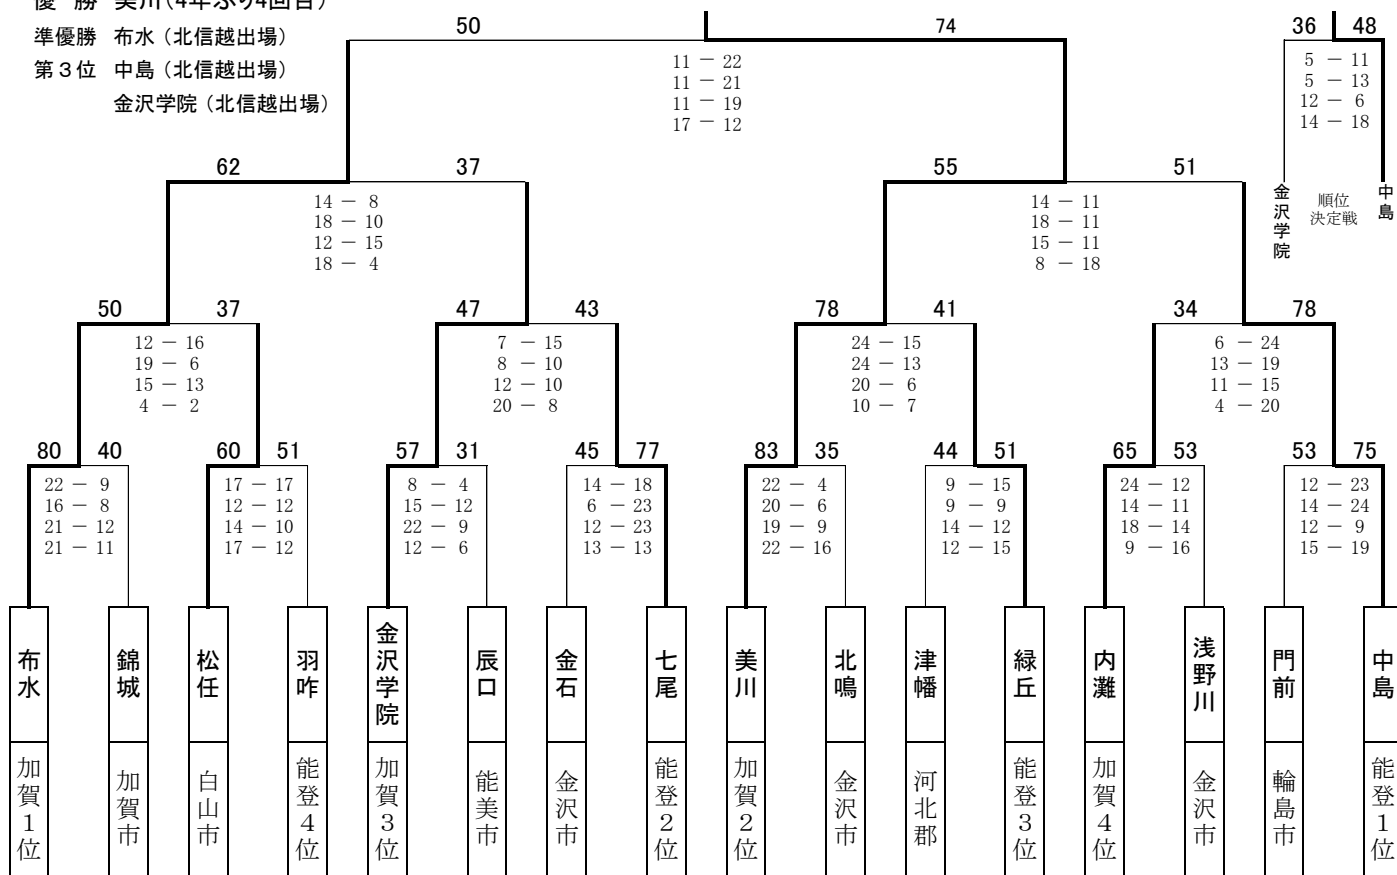 優 勝 美川(4年ぶり4回目)
準優勝 布水(北信越出場)
第3位 中島(北信越出場)
金沢学院(北信越出場)
50 74
11 － 22
11 － 21
11 － 19
17 － 12
36 48
5 － 11
5 － 13
12 － 6
14 － 18
金沢学院
順位
決定戦
中島
62 37
14 － 8
18 － 10
12 － 15
18 － 4
55 51
14 － 11
18 － 11
15 － 11
8 － 18
50 37
12 － 16
19 － 6
15 － 13
4 － 2
47 43
7 － 15
8 － 10
12 － 10
20 － 8
78 41
24 － 15
24 － 13
20 － 6
10 － 7
34 78
6 － 24
13 － 19
11 － 15
4 － 20
80 40
22 － 9
16 － 8
21 － 12
21 － 11
60 51
17 － 17
12 － 12
14 － 10
17 － 12
57 31
8 － 4
15 － 12
22 － 9
12 － 6
45 77
14 － 18
6 － 23
12 － 23
13 － 13
83 35
22 － 4
20 － 6
19 － 9
22 － 16
44 51
9 － 15
9 － 9
14 － 12
12 － 15
65 53
24 － 12
14 － 11
18 － 14
9 － 16
53 75
12 － 23
14 － 24
12 － 9
15 － 19
布水
錦城
松任
羽咋
金沢学院
辰口
金石
七尾
美川
北鳴
津幡
緑丘
内灘
浅野川
門前
中島
加賀1位
加賀市
白山市
能登4位
加賀3位
能美市
金沢市
能登2位
加賀2位
金沢市
河北郡
能登3位
加賀4位
金沢市
輪島市
能登1位